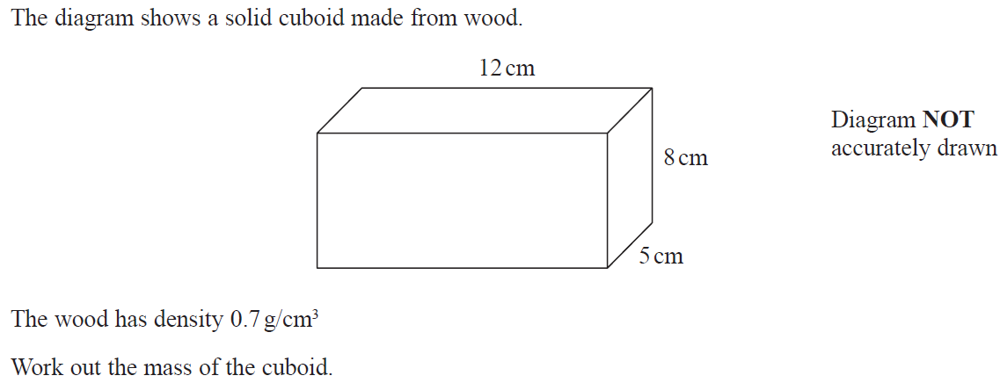 The diagram shows a solid cuboid made from wood.
12 cm
Diagram NOT
accurately drawn
8 cm
5 cm
The wood has density 0.7 g/cm³
Work out the mass of the cuboid.